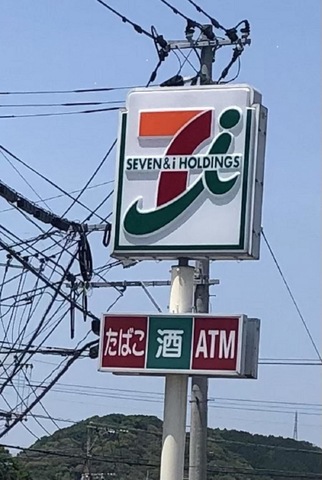 SEVEN & i HOLDINGS
たばこ 酒 ATM